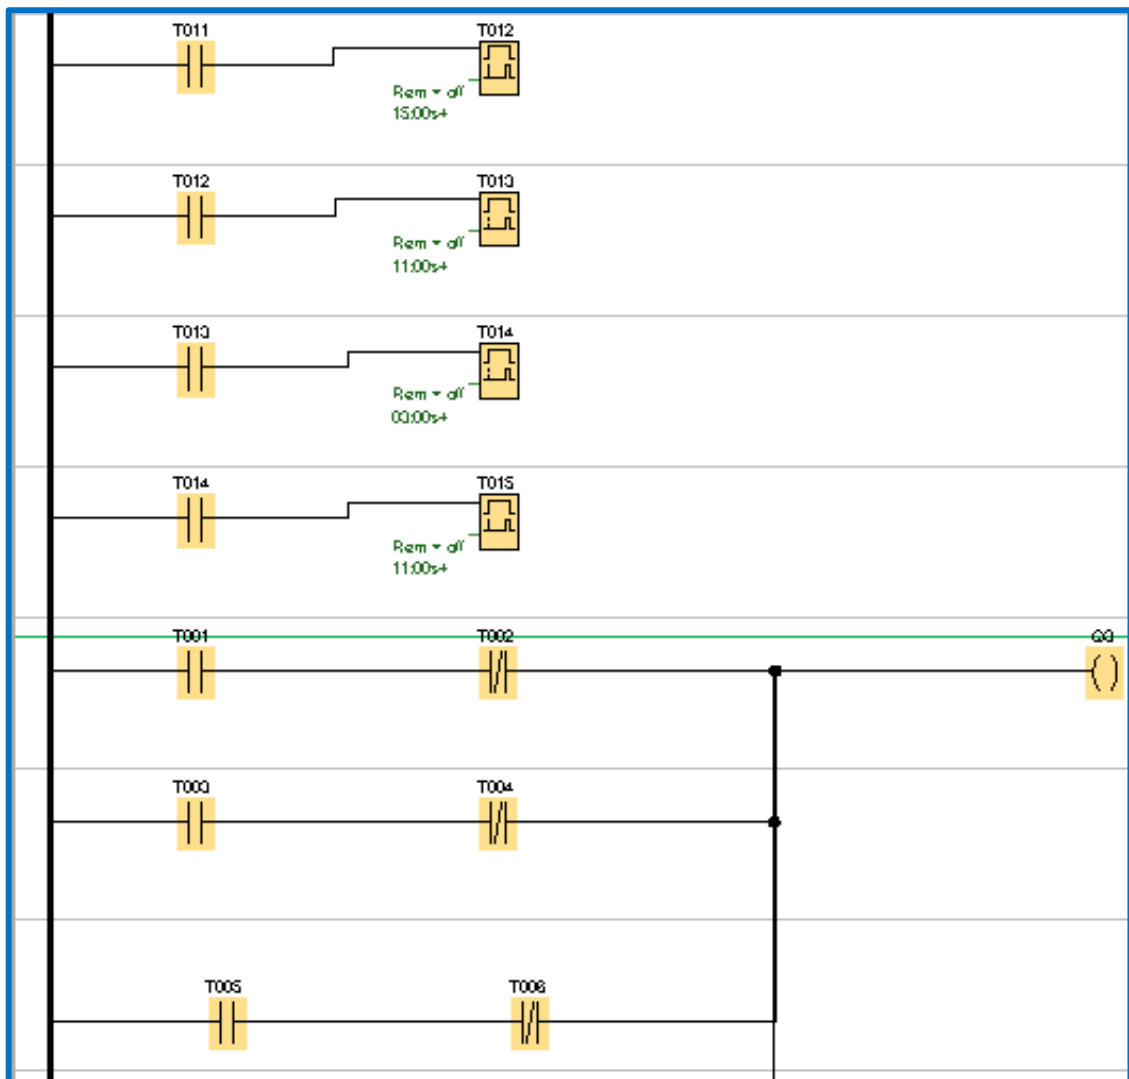 T011 T012
Rem = off
15:00s+
T012 T013
Rem = off
11:00s+
T013 T014
Rem = off
03:00s+
T014 T015
Rem = off
11:00s+
T001 T002 Q3
T003 T004
T005 T006